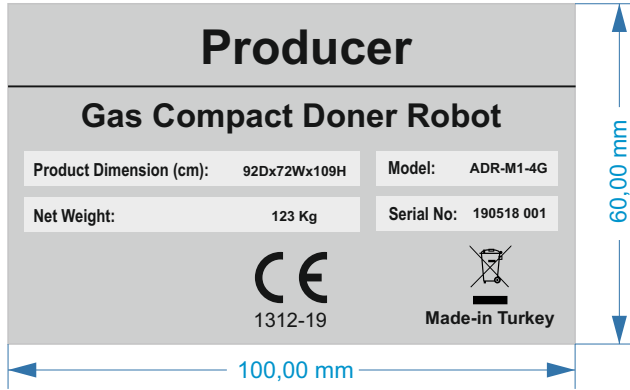 Producer
Gas Compact Doner Robot
Product Dimension (cm): 92Dx72Wx109H Model: ADR-M1-4G
Net Weight: 123 Kg Serial No: 190518 001
CE
1312-19
Made-in Turkey
60,00 mm
100,00 mm